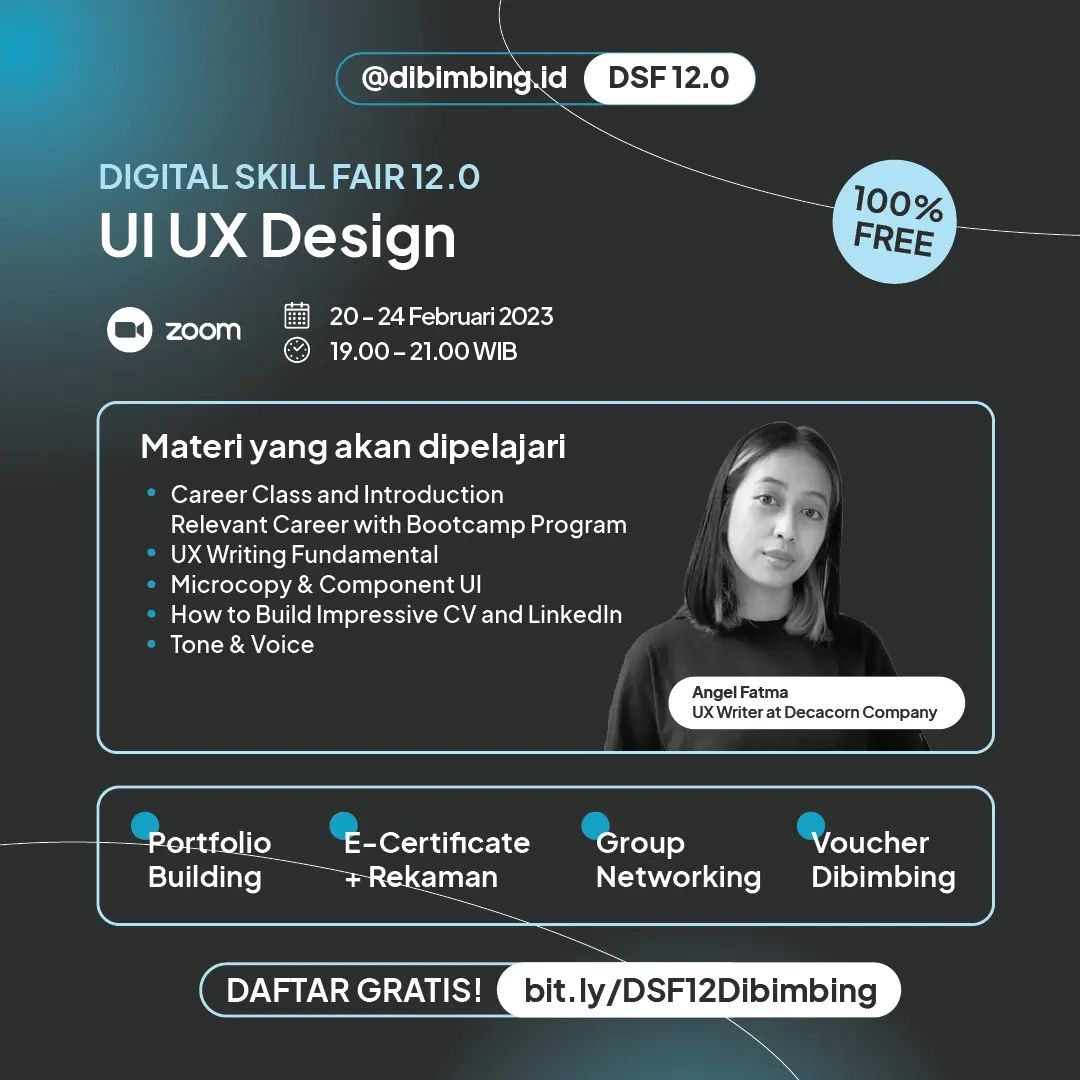 @dibimbing.id DSF 12.0
DIGITAL SKILL FAIR 12.0
UI UX Design
100%
FREE
zoom
20 – 24 Februari 2023
19.00 – 21.00 WIB
Materi yang akan dipelajari
Career Class and Introduction
Relevant Career with Bootcamp Program
UX Writing Fundamental
Microcopy & Component UI
How to Build Impressive CV and LinkedIn
Tone & Voice
Angel Fatma
UX Writer at Decacorn Company
Portfolio
Building
E-Certificate
+ Rekaman
Group
Networking
Voucher
Dibimbing
DAFTAR GRATIS! bit.ly/DSF12Dibimbing